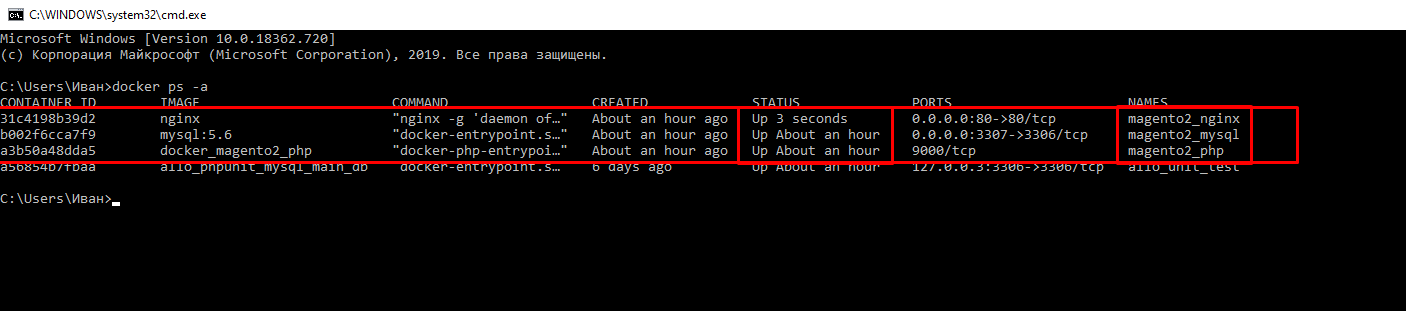 C:\WINDOWS\system32\cmd.exe
Microsoft Windows [Version 10.0.18362.720]
(c) Корпорация Майкрософт (Microsoft Corporation), 2019. Все права защищены.
C:\Users\Иван>docker ps -a
CONTAINER ID IMAGE COMMAND CREATED STATUS PORTS NAMES
31c4198b39d2 nginx "nginx -g 'daemon of…" About an hour ago Up 3 seconds 0.0.0.0:80->80/tcp magento2_nginx
b002f6cca7f9 mysql:5.6 "docker-entrypoint.s…" About an hour ago Up About an hour 0.0.0.0:3307->3306/tcp magento2_mysql
a3b50a48dda5 docker_magento2_php "docker-php-entrypoi…" About an hour ago Up About an hour 9000/tcp magento2_php
a56854b7fbaa allo_phpunit_mysql_main_db "docker-entrypoint.s…" 6 days ago Up About an hour 127.0.0.3:3306->3306/tcp allo_unit_test
C:\Users\Иван>